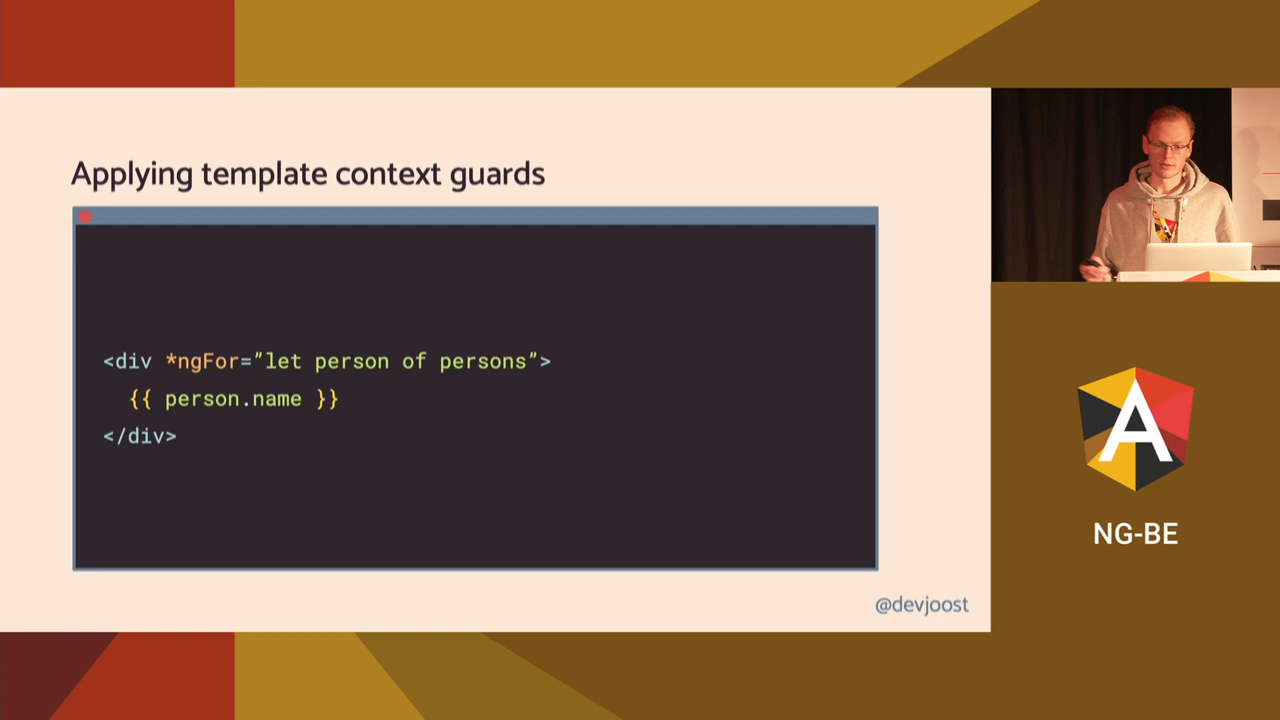 Applying template context guards
<div *ngFor=”let person of persons”>
{{ person.name }}
</div>
@devjoost
A
NG-BE